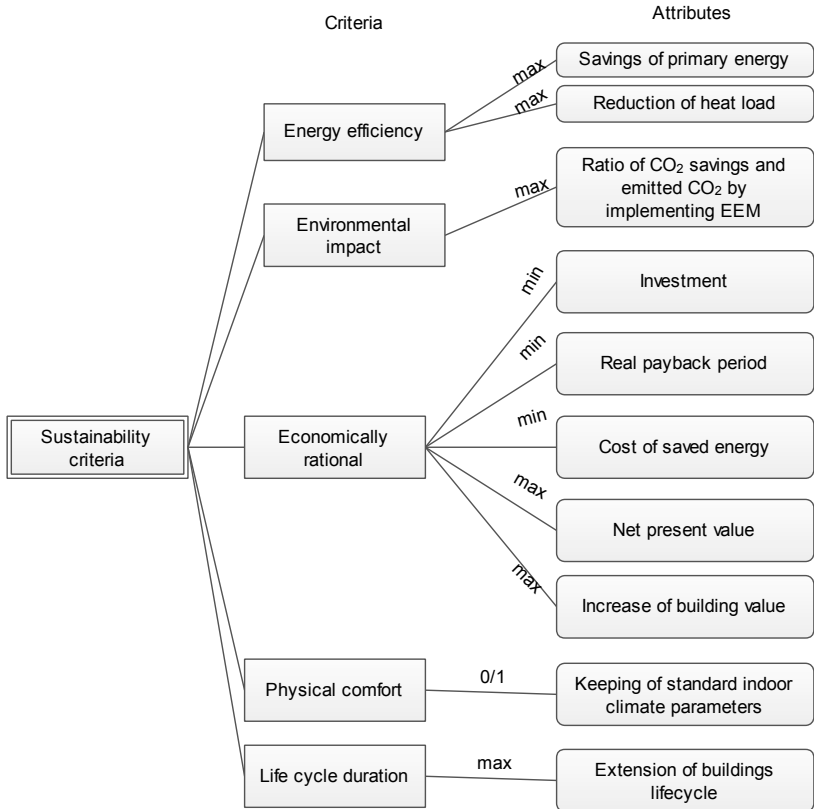 Criteria
Attributes
max
Savings of primary energy
max
Reduction of heat load
Energy efficiency
max
Ratio of CO₂ savings and
emitted CO₂ by
implementing EEM
Environmental
impact
min
Investment
min
Real payback period
Sustainability
criteria
Economically
rational
min
Cost of saved energy
max
Net present value
max
Increase of building value
Physical comfort
0/1
Keeping of standard indoor
climate parameters
Life cycle duration
max
Extension of buildings
lifecycle